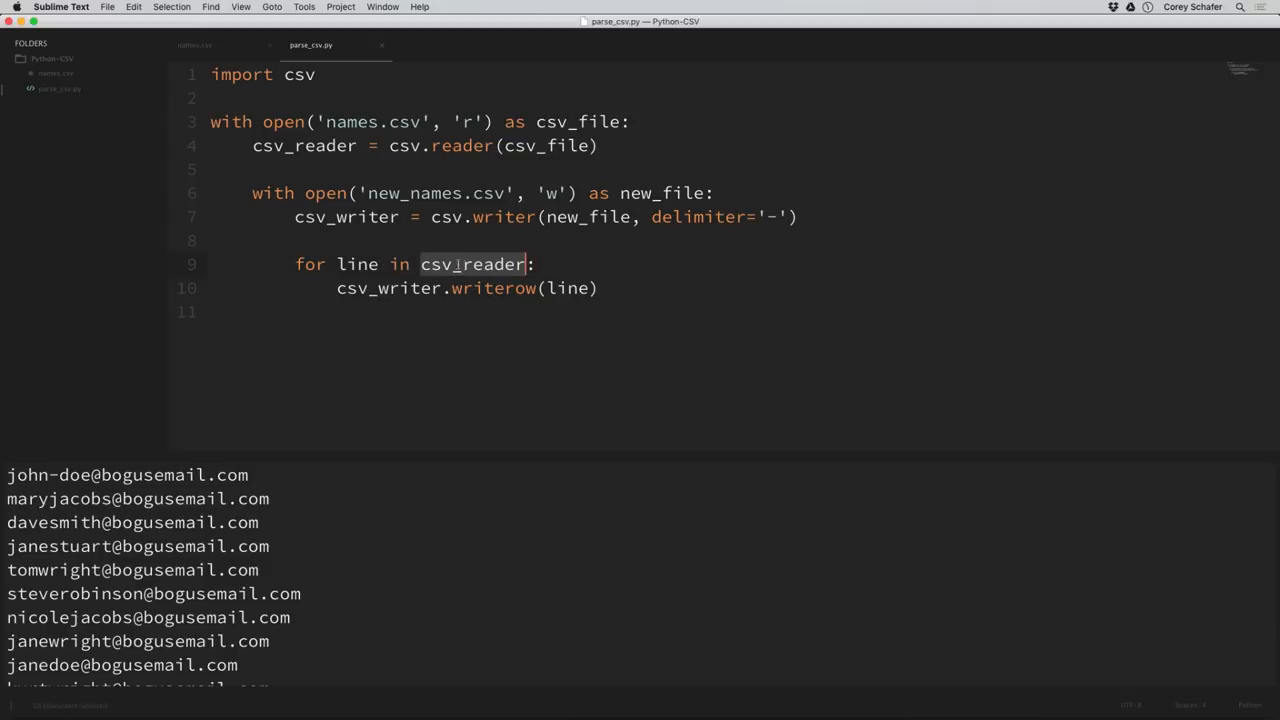 Sublime Text File Edit Selection Find View Goto Tools Project Window Help Corey Schafer
parse_csv.py — Python-CSV
FOLDERS
Python-CSV
names.csv
parse_csv.py
names.csv
parse_csv.py
1 import csv
2
3 with open('names.csv', 'r') as csv_file:
4 csv_reader = csv.reader(csv_file)
5
6 with open('new_names.csv', 'w') as new_file:
7 csv_writer = csv.writer(new_file, delimiter='-')
8
9 for line in csv_reader:
10 csv_writer.writerow(line)
11
john-doe@bogusemail.com
maryjacobs@bogusemail.com
davesmith@bogusemail.com
janestuart@bogusemail.com
tomwright@bogusemail.com
steverobinson@bogusemail.com
nicolejacobs@bogusemail.com
janewright@bogusemail.com
janedoe@bogusemail.com
UTF-8 Spaces: 4 Python